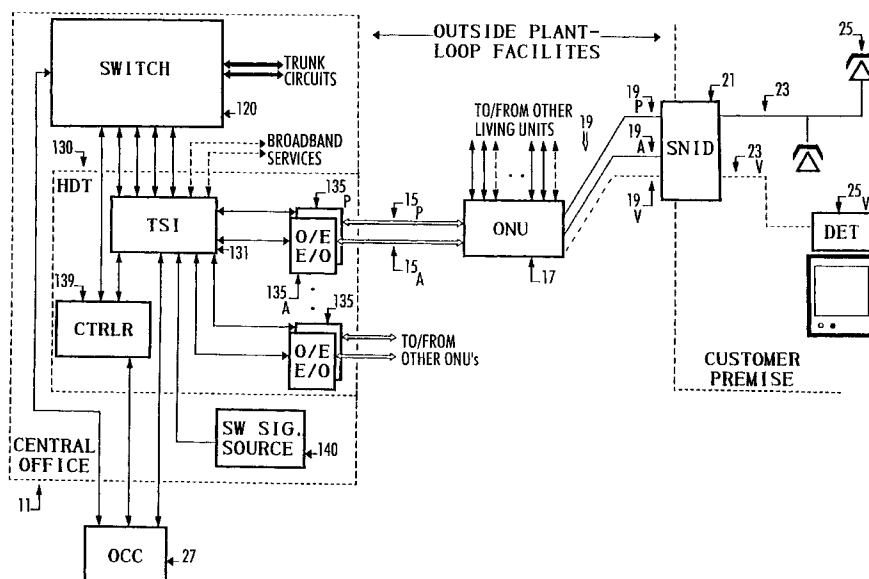 OUTSIDE PLANT-
LOOP FACILITES
25
SWITCH
TRUNK
CIRCUITS
120
TO/FROM OTHER
LIVING UNITS
19
19
P
21
23
SNID
19
A
130
BROADBAND
SERVICES
HDT
135
P
15
P
23
V
19
V
TSI
131
O/E
E/O
ONU
25
V
DET
15
A
17
139
135
A
135
CTRLR
O/E
E/O
TO/FROM
OTHER ONU's
CUSTOMER
PREMISE
SW SIG.
SOURCE
140
CENTRAL
OFFICE
11
OCC
27